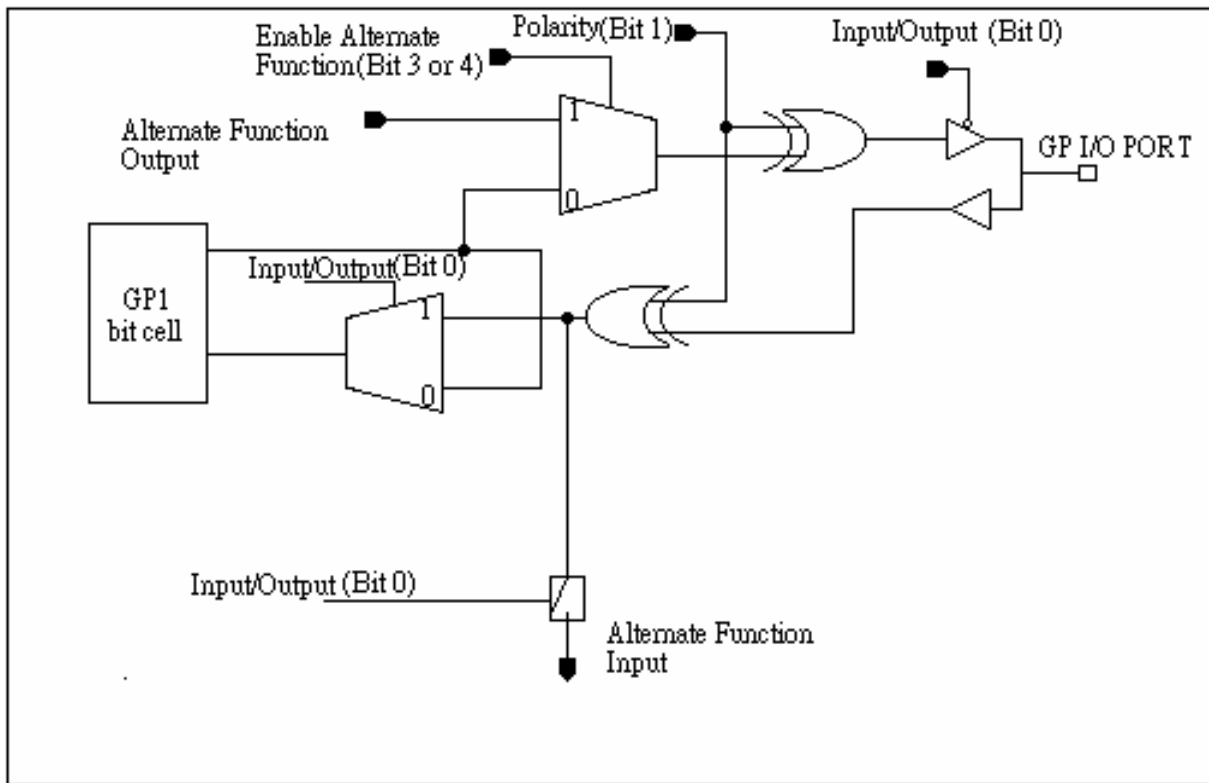 Polarity(Bit 1)
Input/Output (Bit 0)
Enable Alternate
Function(Bit 3 or 4)
Alternate Function
Output
1
0
GP I/O PORT
Input/Output(Bit 0)
GP1
bit cell
1
0
Input/Output (Bit 0)
Alternate Function
Input